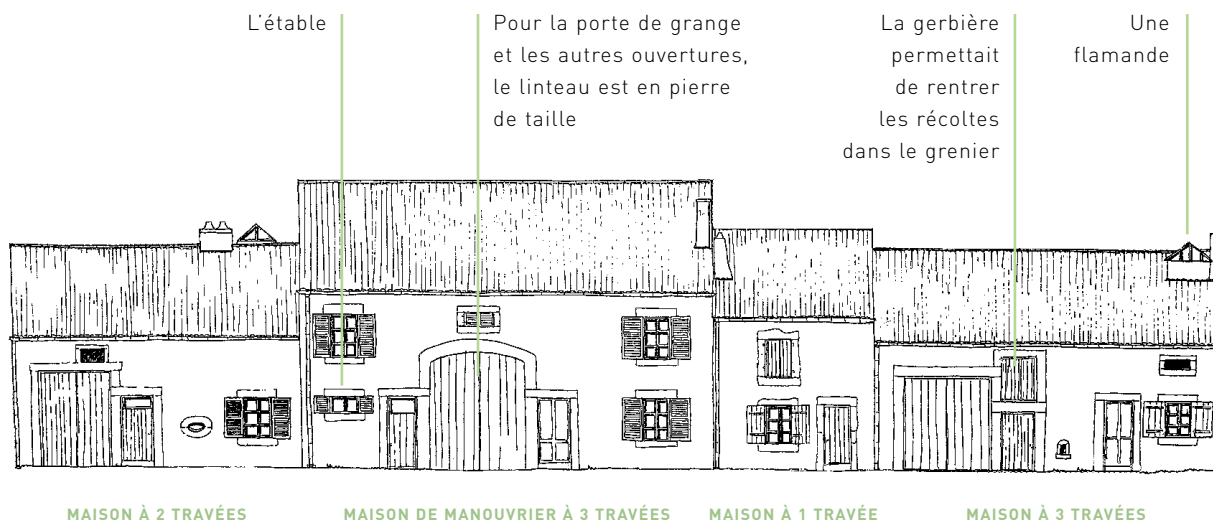 L'étable
Pour la porte de grange
et les autres ouvertures,
le linteau est en pierre
de taille
La gerbière
permettait
de rentrer
les récoltes
dans le grenier
Une
flamande
MAISON À 2 TRAVÉES
MAISON DE MANOUVRIER À 3 TRAVÉES
MAISON À 1 TRAVÉE
MAISON À 3 TRAVÉES